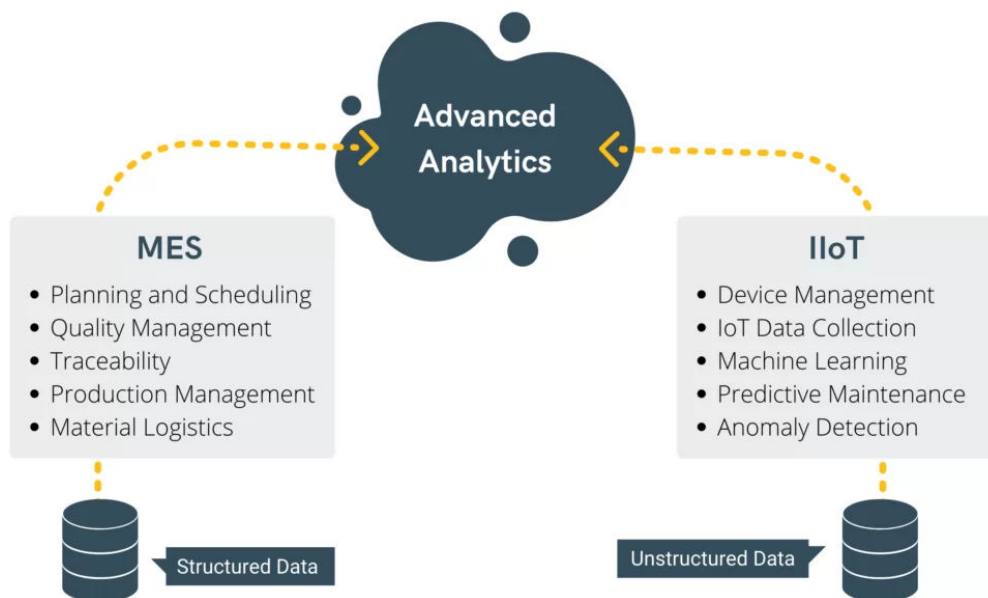 Advanced
Analytics
MES
• Planning and Scheduling
• Quality Management
• Traceability
• Production Management
• Material Logistics
Structured Data
IIoT
• Device Management
• IoT Data Collection
• Machine Learning
• Predictive Maintenance
• Anomaly Detection
Unstructured Data